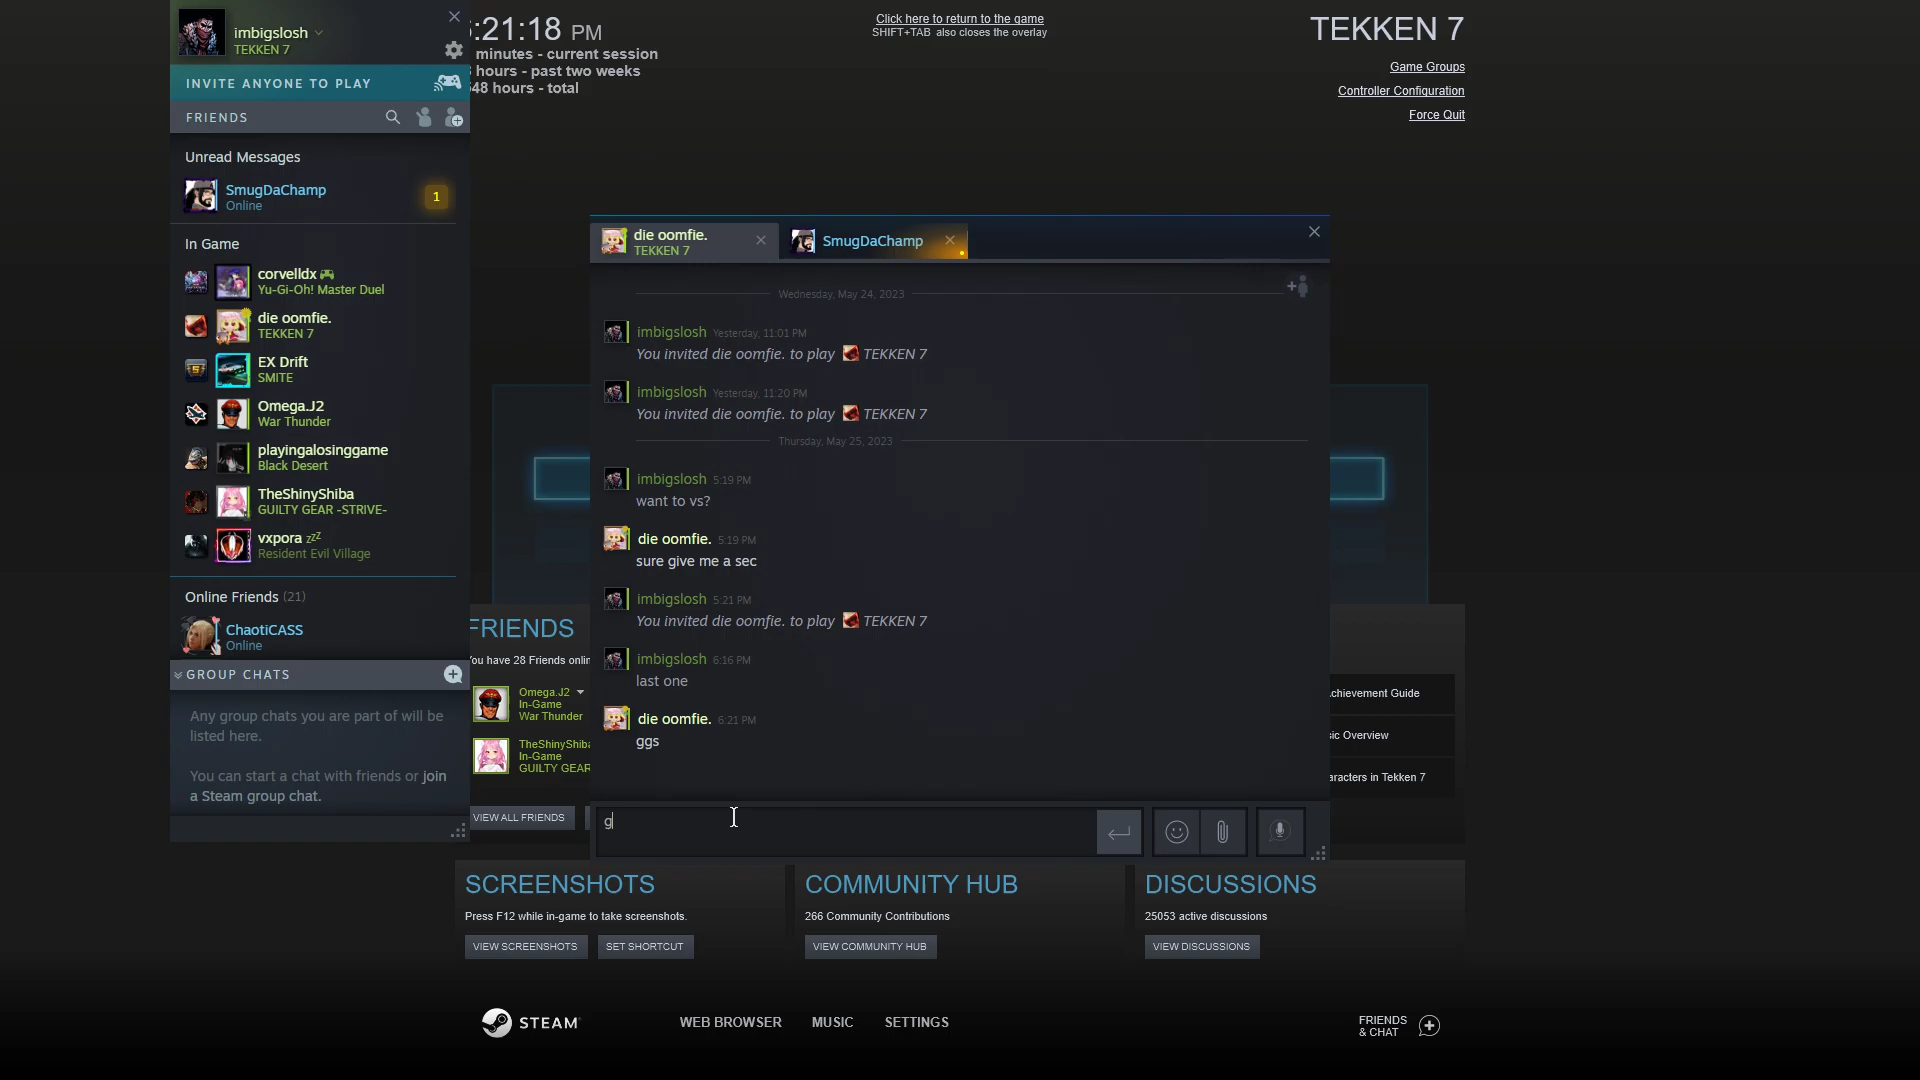 imbigslosh
TEKKEN 7
INVITE ANYONE TO PLAY
FRIENDS
Unread Messages
SmugDaChamp
Online
1
In Game
corvelldx
Yu-Gi-Oh! Master Duel
die oomfie.
TEKKEN 7
EX Drift
SMITE
Omega.J2
War Thunder
playingalosinggame
Black Desert
TheShinyShiba
GUILTY GEAR -STRIVE-
vxpora zzz
Resident Evil Village
Online Friends (21)
ChaotiCASS
Online
GROUP CHATS
Any group chats you are part of will be
listed here.
You can start a chat with friends or join
a Steam group chat.
:21:18 PM
minutes - current session
hours - past two weeks
48 hours - total
Click here to return to the game
SHIFT+TAB also closes the overlay
TEKKEN 7
Game Groups
Controller Configuration
Force Quit
die oomfie.
TEKKEN 7
SmugDaChamp
Wednesday, May 24, 2023
imbigslosh Yesterday, 11:01 PM
You invited die oomfie. to play TEKKEN 7
imbigslosh Yesterday, 11:20 PM
You invited die oomfie. to play TEKKEN 7
Thursday, May 25, 2023
imbigslosh 5:19 PM
want to vs?
die oomfie. 5:19 PM
sure give me a sec
imbigslosh 5:21 PM
You invited die oomfie. to play TEKKEN 7
imbigslosh 6:16 PM
last one
die oomfie. 6:21 PM
ggs
g
FRIENDS
You have 28 Friends onlin
Omega.J2
In-Game
War Thunder
TheShinyShiba
In-Game
GUILTY GEAR
VIEW ALL FRIENDS
chievement Guide
sic Overview
aracters in Tekken 7
SCREENSHOTS
Press F12 while in-game to take screenshots.
VIEW SCREENSHOTS
SET SHORTCUT
COMMUNITY HUB
266 Community Contributions
VIEW COMMUNITY HUB
DISCUSSIONS
25053 active discussions
VIEW DISCUSSIONS
STEAM
WEB BROWSER
MUSIC
SETTINGS
FRIENDS
& CHAT